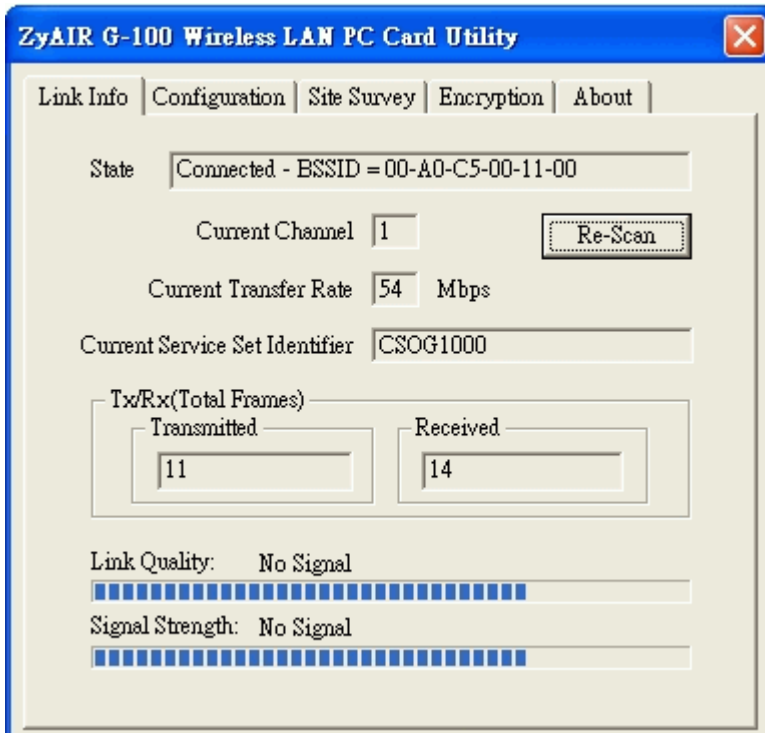 ZyAIR G-100 Wireless LAN PC Card Utility
Link Info Configuration Site Survey Encryption About
State Connected - BSSID = 00-A0-C5-00-11-00
Current Channel 1 Re-Scan
Current Transfer Rate 54 Mbps
Current Service Set Identifier CSOG1000
Tx/Rx(Total Frames)
Transmitted Received
11 14
Link Quality: No Signal
Signal Strength: No Signal